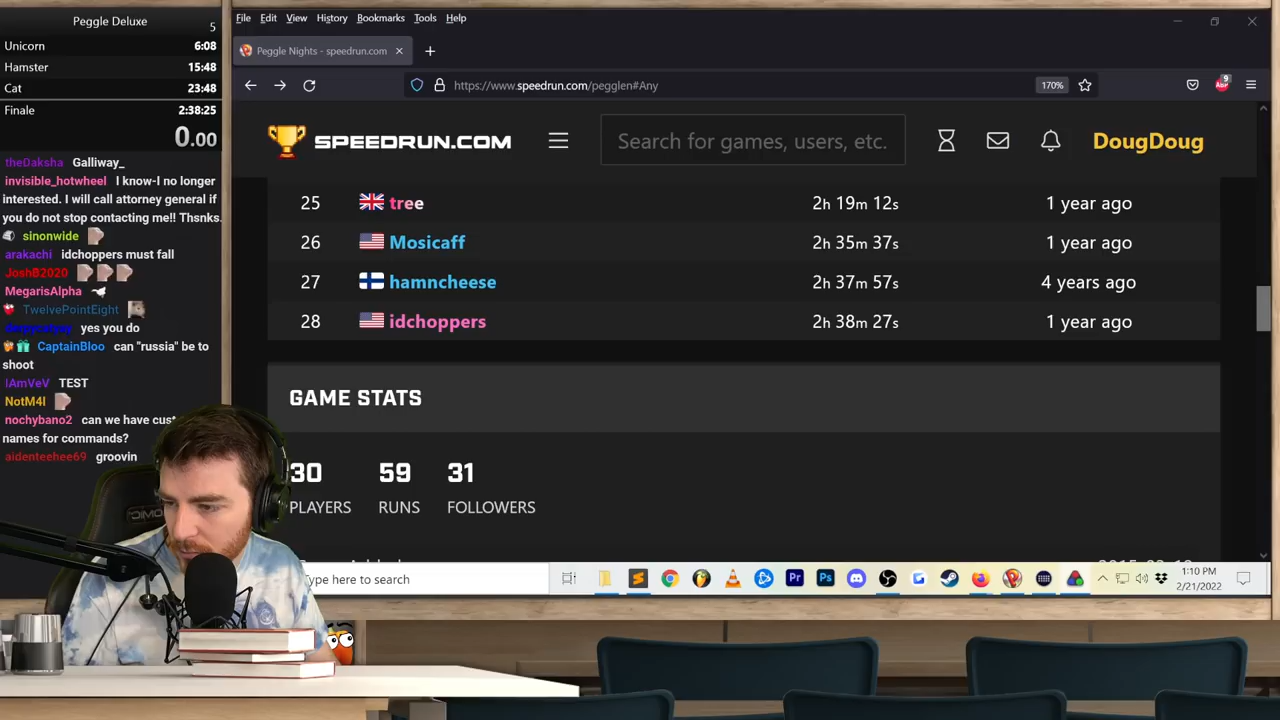 Peggle Deluxe
5
Unicorn 6:08
Hamster 15:48
Cat 23:48
Finale 2:38:25
0.00
theDaksha Galliway_
invisible_hotwheel I know-I no longer
interested. I will call attorney general if
you do not stop contacting me!! Thsnks.
sinonwide
arakachi idchoppers must fall
JoshB2020
MegarisAlpha
TwelvePointEight
yes you do
CaptainBloo can "russia" be to
shoot
IAmVeV TEST
NotM4l
nochybano2 can we have cust
names for commands?
aidenteehee69 groovin
File Edit View History Bookmarks Tools Help
Peggle Nights - speedrun.com
https://www.speedrun.com/pegglen#Any
170%
9
SPEEDRUN.COM
Search for games, users, etc.
DougDoug
25 tree 2h 19m 12s 1 year ago
26 Mosicaff 2h 35m 37s 1 year ago
27 hamncheese 2h 37m 57s 4 years ago
28 idchoppers 2h 38m 27s 1 year ago
GAME STATS
30 59 31
PLAYERS RUNS FOLLOWERS
Type here to search
Pr
Ps
1:10 PM
2/21/2022